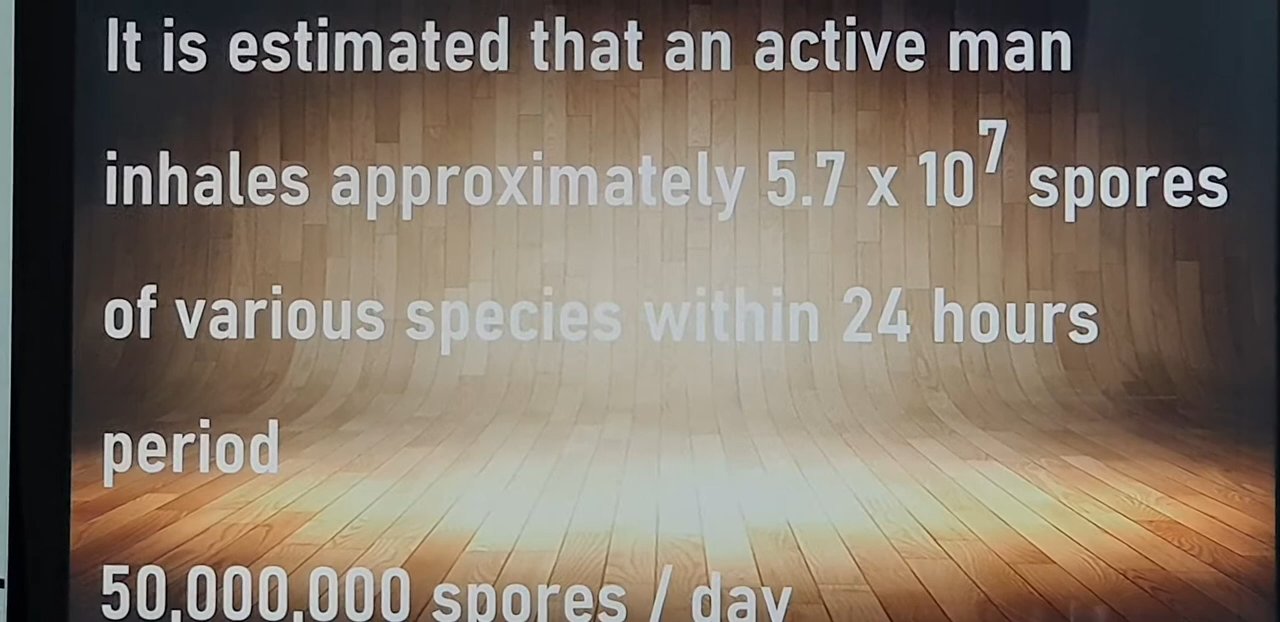 It is estimated that an active man
inhales approximately 5.7 x 10⁷ spores
of various species within 24 hours
period
50,000,000 spores / day